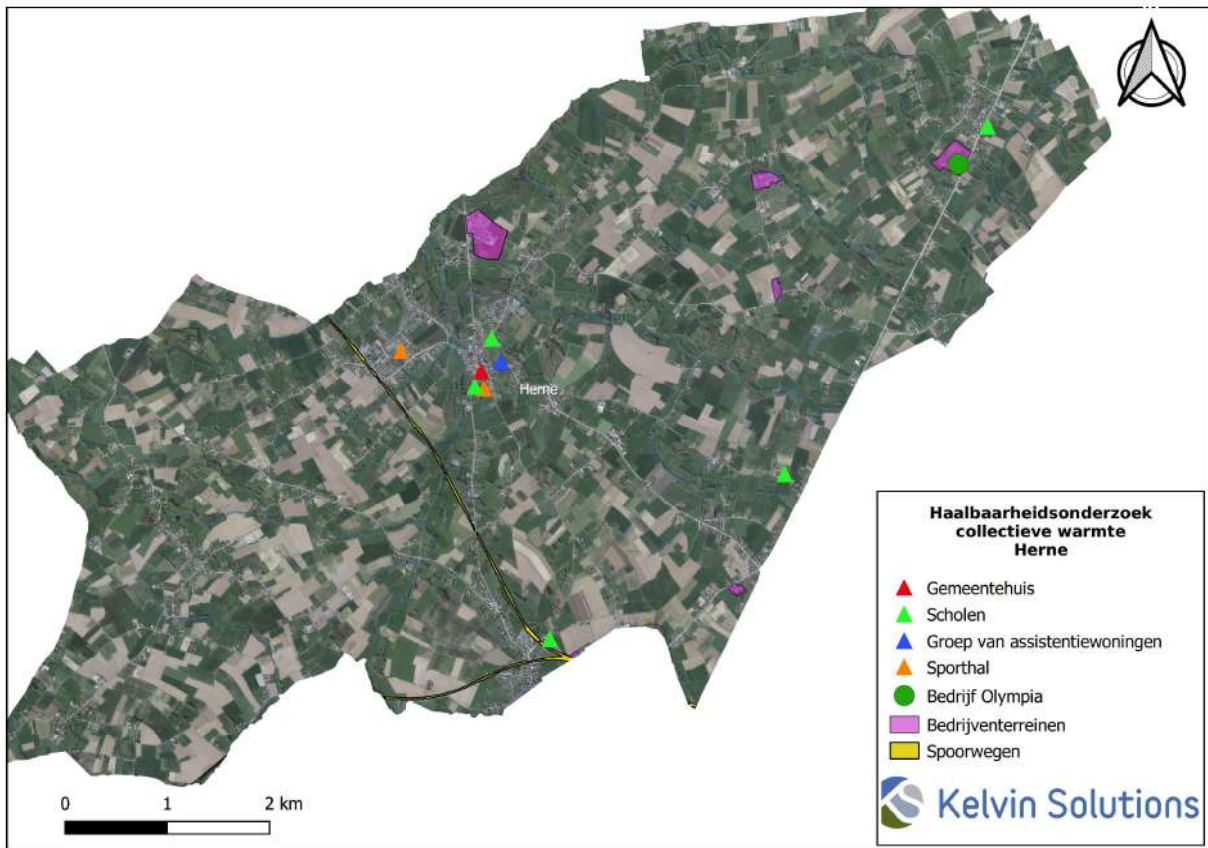 Herne
Haalbaarheidsonderzoek
collectieve warmte
Herne
Gemeentehuis
Scholen
Groep van assistentiewoningen
Sporthal
Bedrijf Olympia
Bedrijventerreinen
Spoorwegen
Kelvin Solutions
0 1 2 km